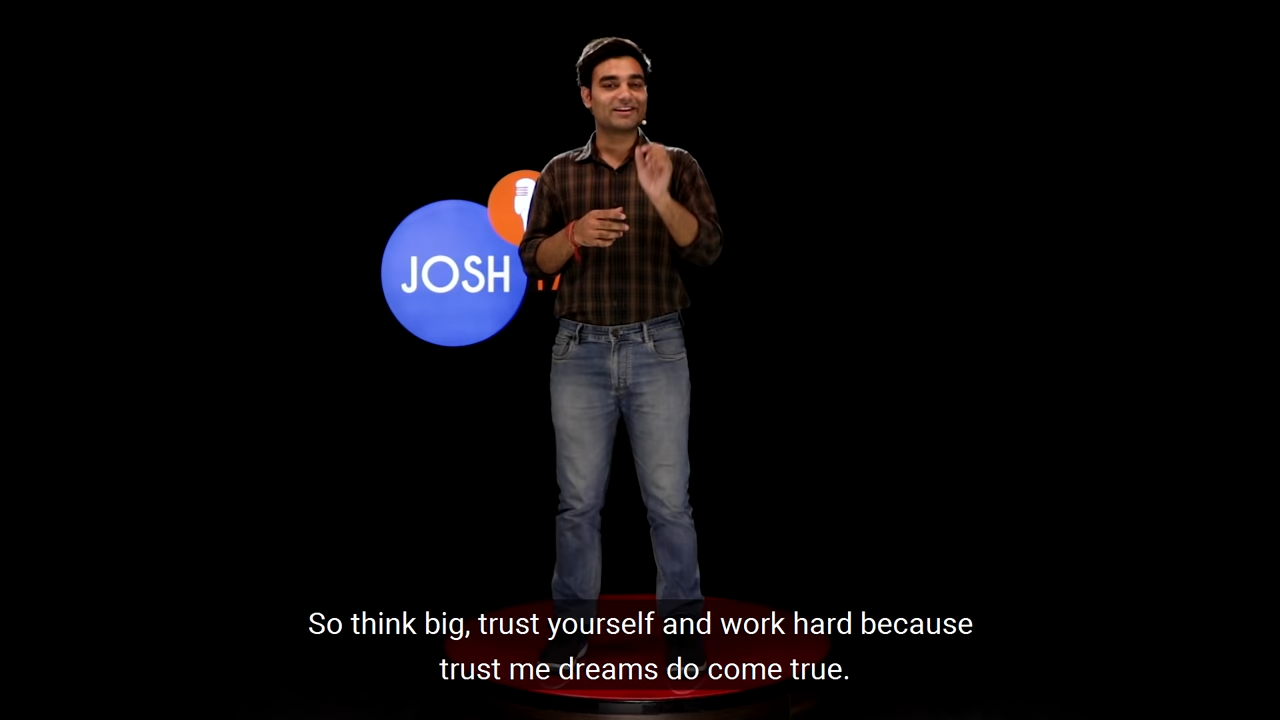 JOSH
So think big, trust yourself and work hard because
trust me dreams do come true.